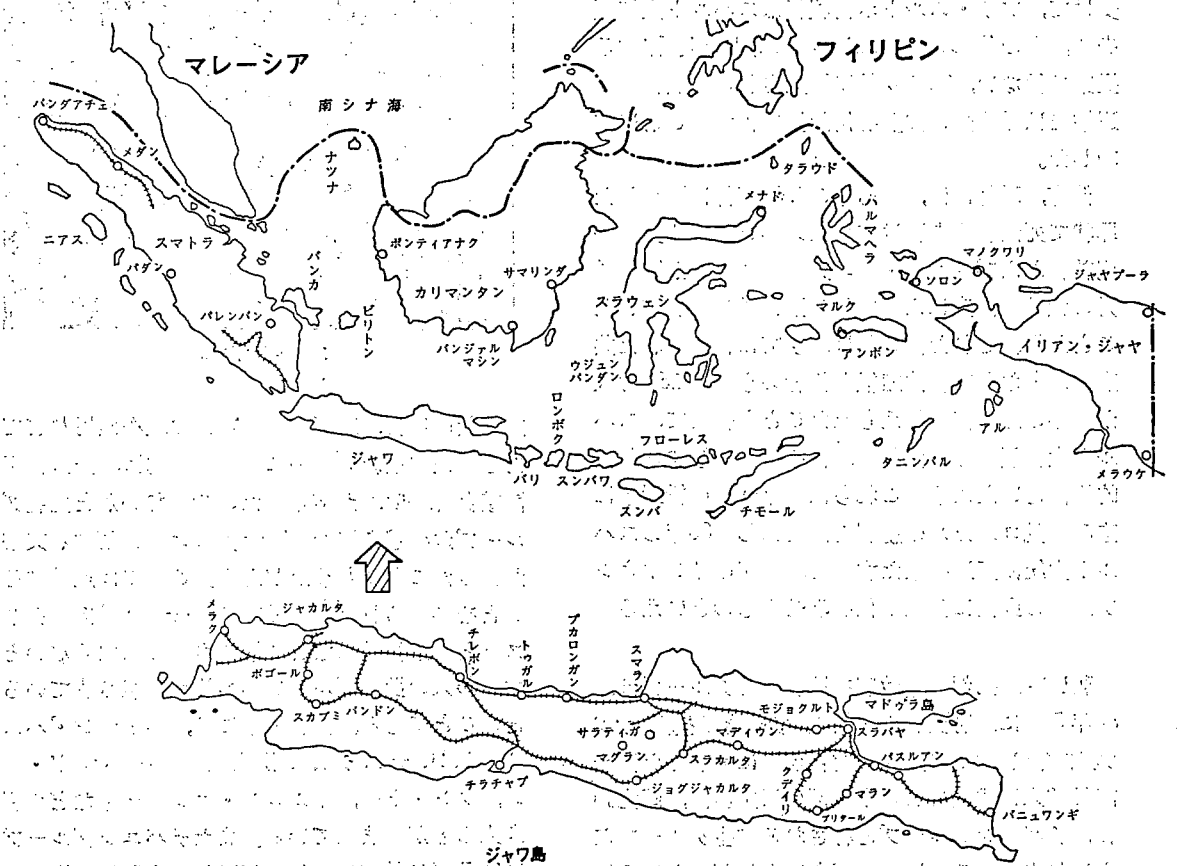 マレーシア
フィリピン
南シナ海
バンダアチェ
メダン
ナツナ
タラウド
メナド
ハルマヘラ
ニアス
スマトラ
ポンティアナク
マノクワリ
パダン
バンカ
サマリンダ
ソロン
ジャヤプーラ
カリマンタン
スラウェシ
マルク
パレンバン
ビリトン
バンジァル
マシン
アンボン
イリアン・ジャヤ
ウジュン
パンダン
ロンボク
アル
フローレス
ジャワ
バリ
スンバワ
タニンバル
メラウケ
スンバ
チモール
メラク
ジャカルタ
チレボン
トゥガル
プカロンガン
スマラン
ボゴール
モジョクルト
マドゥラ島
スカブミ
バンドン
サラティガ
マディウン
スラバヤ
マグラン
スラカルタ
パスルアン
チラチャプ
ジョグジャカルタ
クディリ
マラン
ブリタール
バニュワンギ
ジャワ島